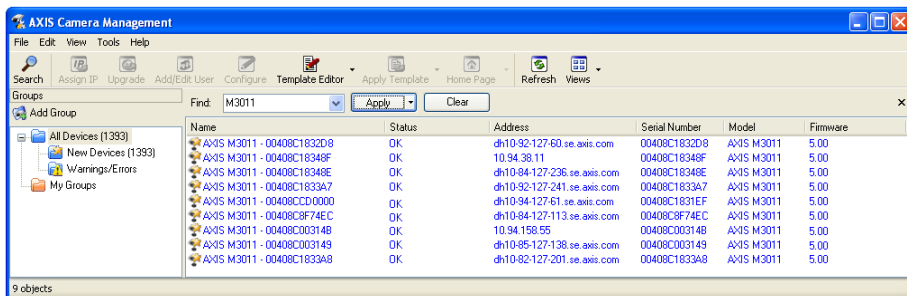 AXIS Camera Management
File Edit View Tools Help
Search Assign IP Upgrade Add/Edit User Configure Template Editor Apply Template Home Page Refresh Views
Groups
Find: M3011 Apply Clear
Add Group
Name Status Address Serial Number Model Firmware
All Devices (1393)
New Devices (1393)
Warnings/Errors
My Groups
AXIS M3011 - 00408C1832D8 OK dh10-92-127-60.se.axis.com 00408C1832D8 AXIS M3011 5.00
AXIS M3011 - 00408C18348F OK 10.94.38.11 00408C18348F AXIS M3011 5.00
AXIS M3011 - 00408C18348E OK dh10-84-127-236.se.axis.com 00408C18348E AXIS M3011 5.00
AXIS M3011 - 00408C1833A7 OK dh10-92-127-241.se.axis.com 00408C1833A7 AXIS M3011 5.00
AXIS M3011 - 00408CCD0000 OK dh10-94-127-61.se.axis.com 00408C1831EF AXIS M3011 5.00
AXIS M3011 - 00408C8F74EC OK dh10-84-127-113.se.axis.com 00408C8F74EC AXIS M3011 5.00
AXIS M3011 - 00408C00314B OK 10.94.158.55 00408C00314B AXIS M3011 5.00
AXIS M3011 - 00408C003149 OK dh10-85-127-138.se.axis.com 00408C003149 AXIS M3011 5.00
AXIS M3011 - 00408C1833A8 OK dh10-82-127-201.se.axis.com 00408C1833A8 AXIS M3011 5.00
9 objects